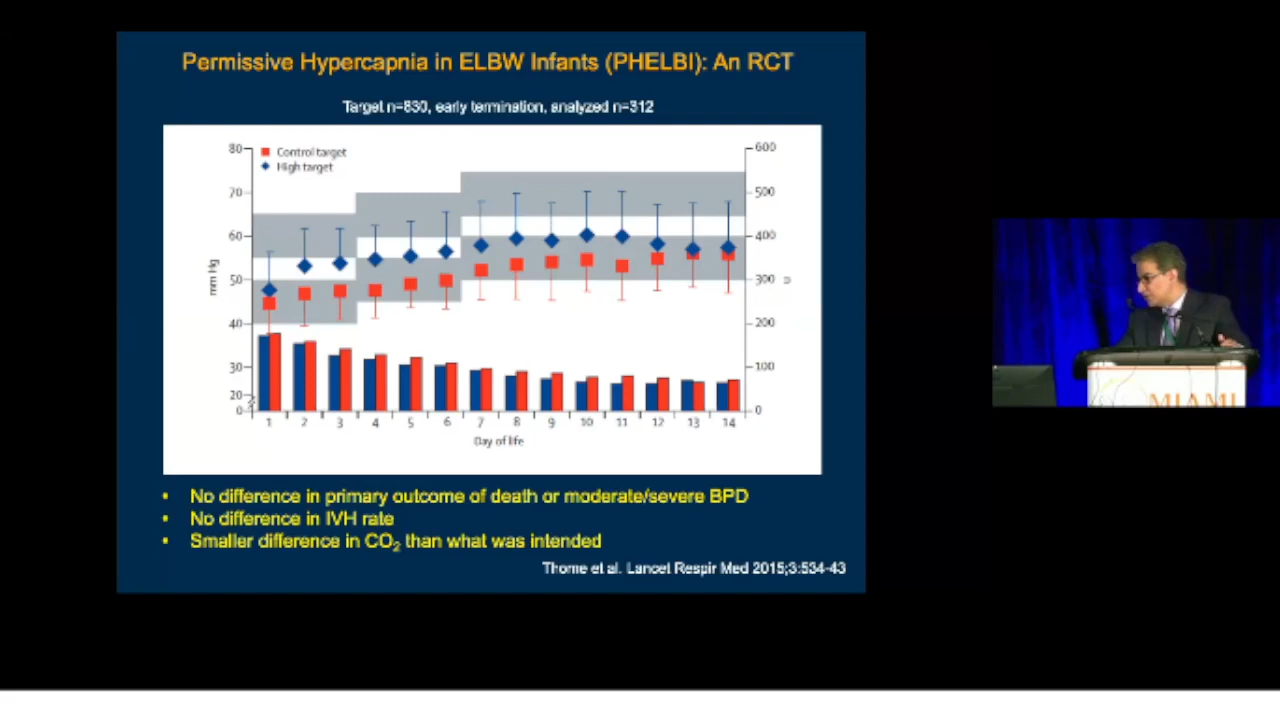 Permissive Hypercapnia in ELBW Infants (PHELBI): An RCT
Target n=830, early termination, analyzed n=312
Control target
High target
80
70
60
50
40
30
20
0
mm Hg
600
500
400
300
200
100
0
n
1 2 3 4 5 6 7 8 9 10 11 12 13 14
Day of life
• No difference in primary outcome of death or moderate/severe BPD
• No difference in IVH rate
• Smaller difference in CO₂ than what was intended
Thome et al. Lancet Respir Med 2015;3:534-43
MIAMI